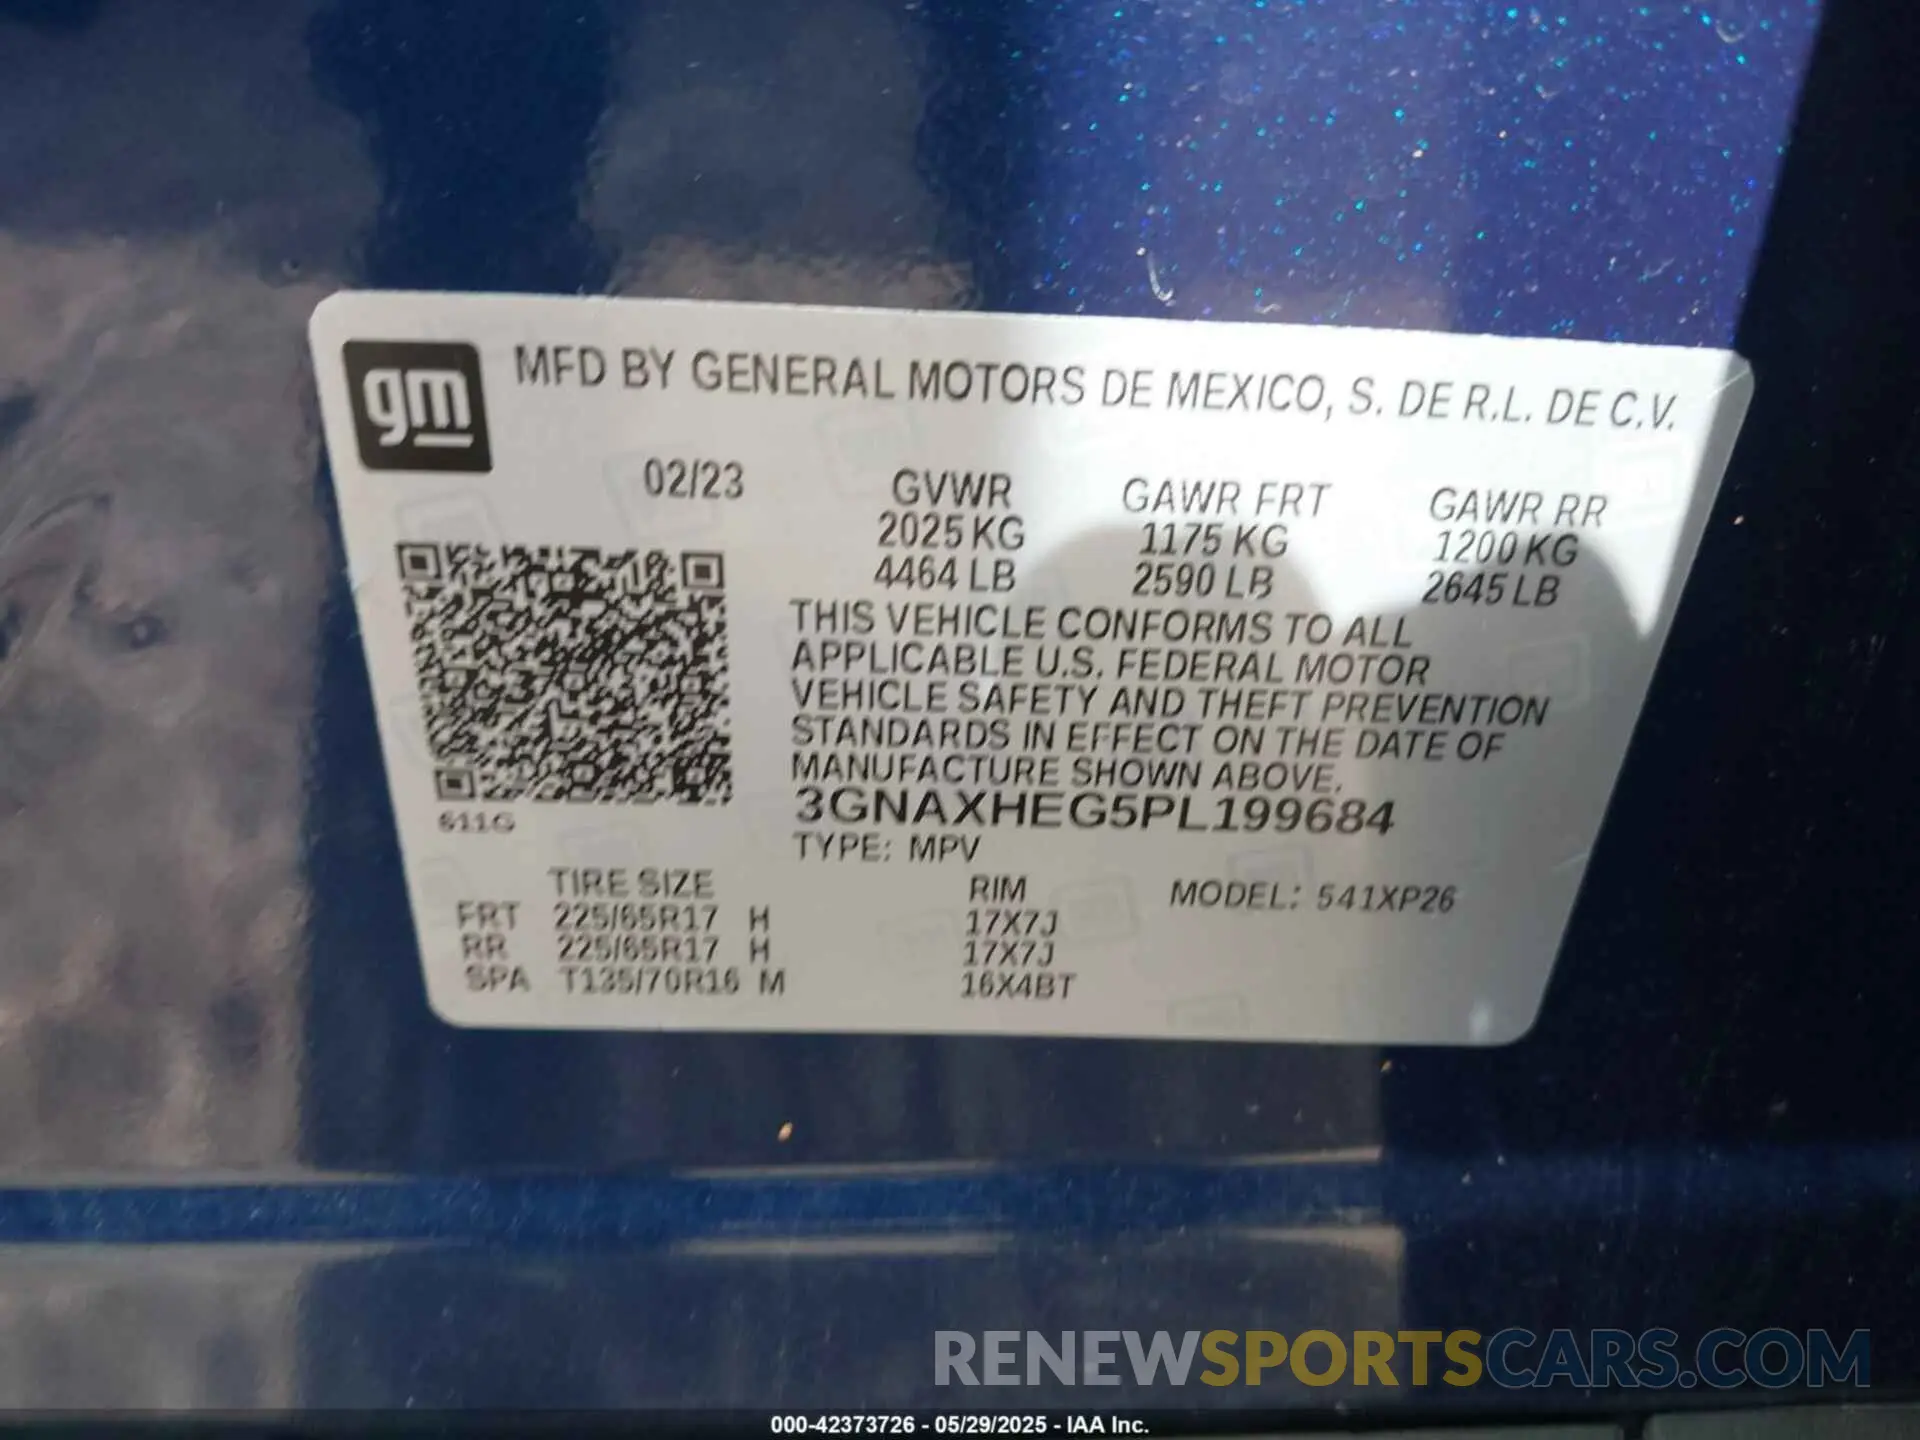 gm
MFD BY GENERAL MOTORS DE MEXICO, S. DE R.L. DE C.V.
02/23
GVWR GAWR FRT GAWR RR
2025 KG 1175 KG 1200 KG
4464 LB 2590 LB 2645 LB
THIS VEHICLE CONFORMS TO ALL
APPLICABLE U.S. FEDERAL MOTOR
VEHICLE SAFETY AND THEFT PREVENTION
STANDARDS IN EFFECT ON THE DATE OF
MANUFACTURE SHOWN ABOVE.
3GNAXHEG5PL199684
611G
TYPE: MPV
TIRE SIZE RIM MODEL: 541XP26
FRT 225/65R17 H 17X7J
RR 225/65R17 H 17X7J
SPA T135/70R16 M 16X4BT
RENEWSPORTSCARS.COM
000-42373726 - 05/29/2025 - IAA Inc.